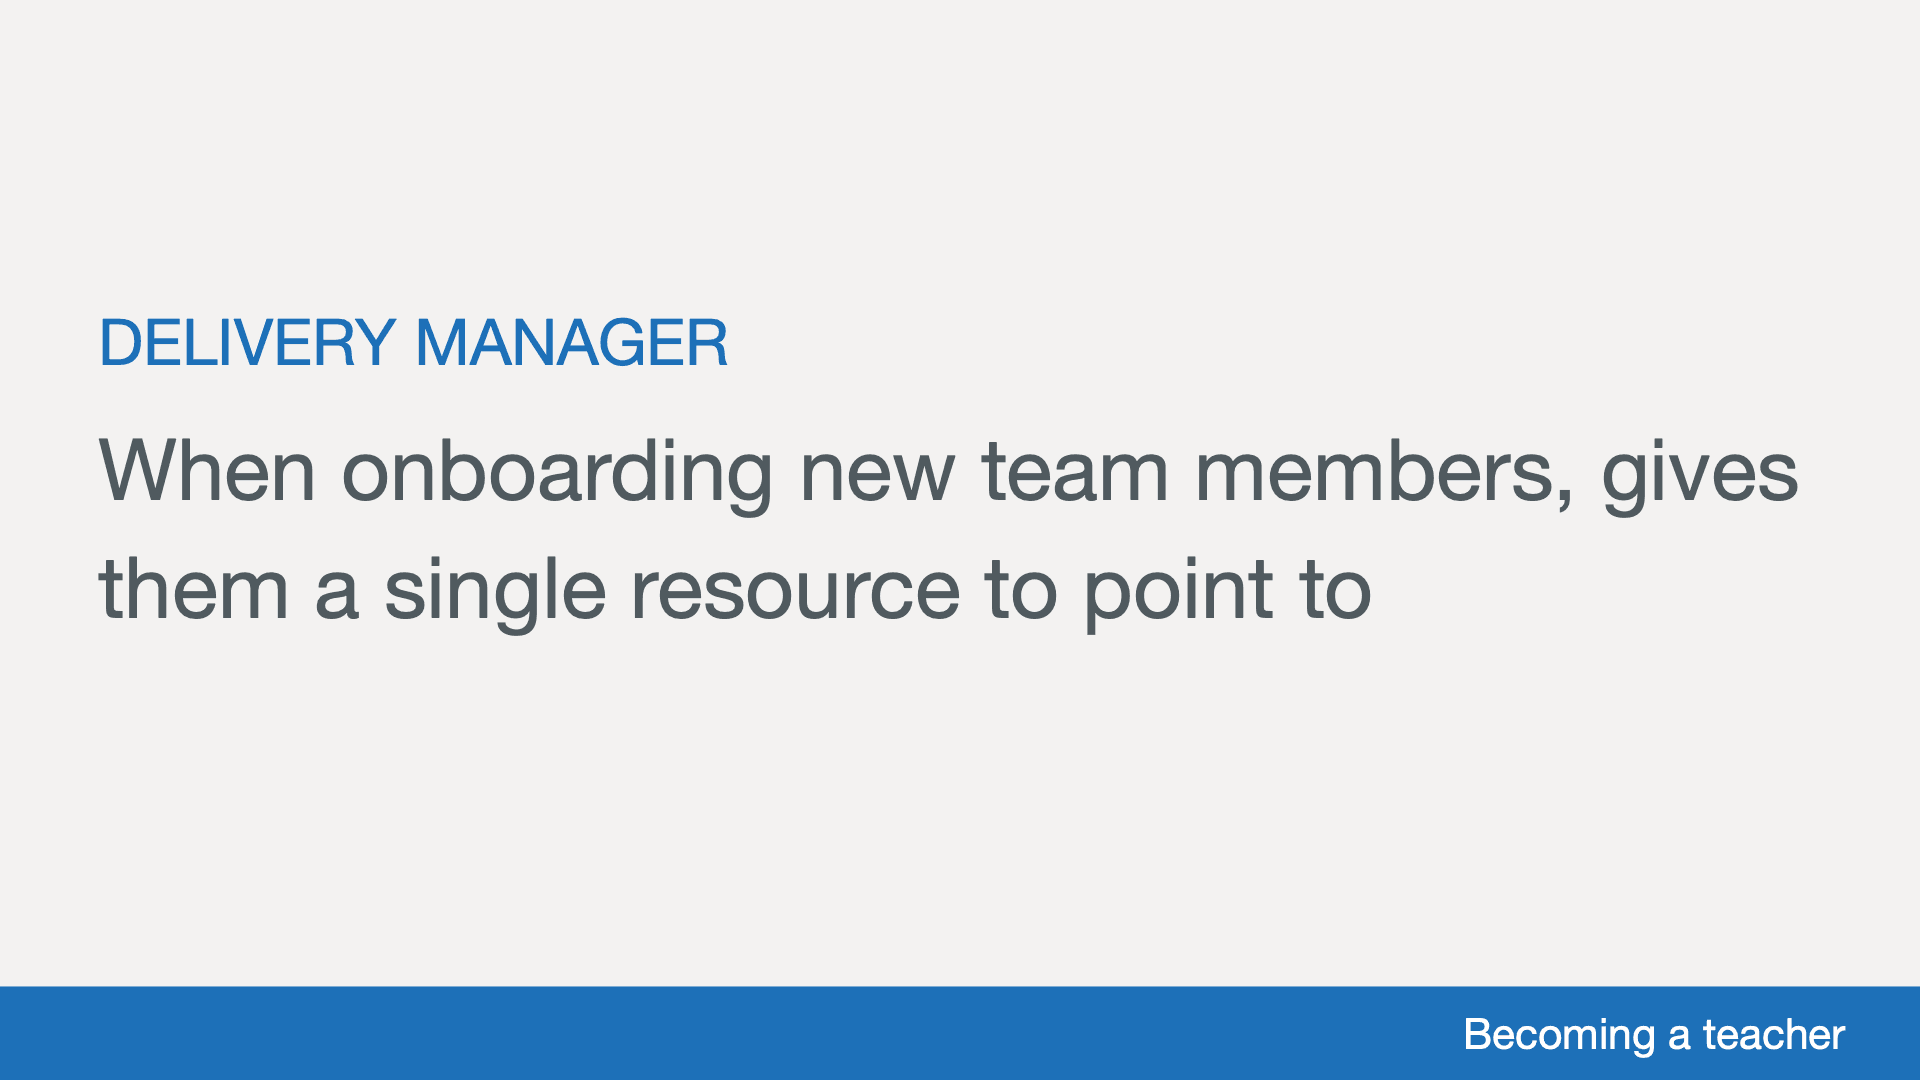 DELIVERY MANAGER
When onboarding new team members, gives
them a single resource to point to
Becoming a teacher